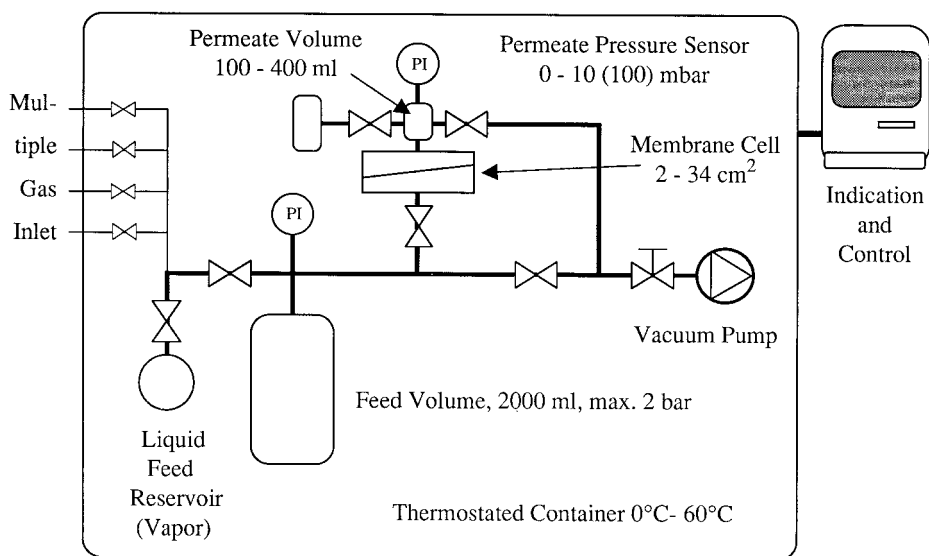 Permeate Volume
100 - 400 ml
PI
Permeate Pressure Sensor
0 - 10 (100) mbar
Mul-
tiple
Gas
Inlet
Membrane Cell
2 - 34 cm²
PI
Indication
and
Control
Vacuum Pump
Feed Volume, 2000 ml, max. 2 bar
Liquid
Feed
Reservoir
(Vapor)
Thermostated Container 0°C- 60°C